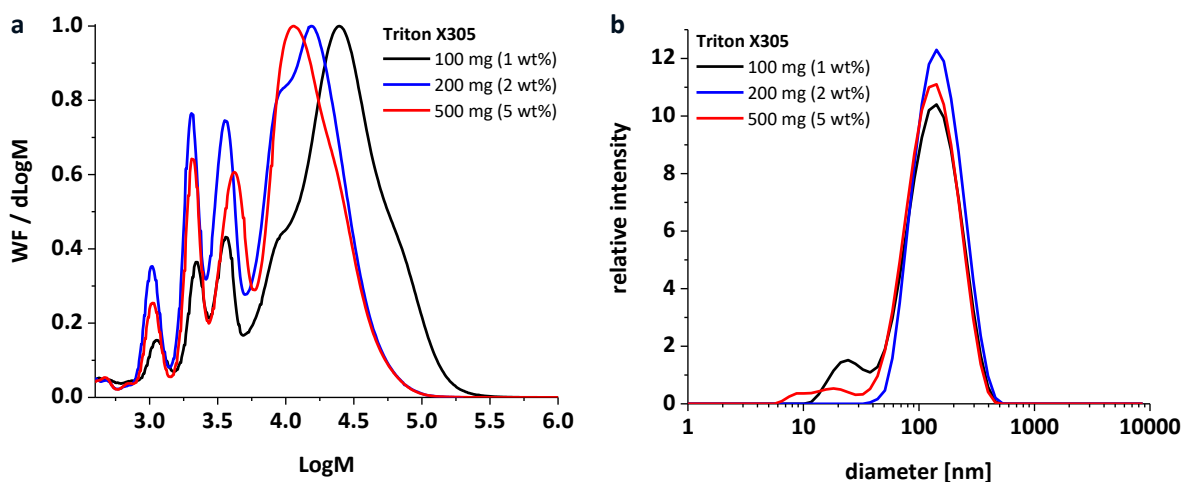 a
Triton X305
100 mg (1 wt%)
200 mg (2 wt%)
500 mg (5 wt%)
WF / dLogM
1.0
0.8
0.6
0.4
0.2
0.0
3.0 3.5 4.0 4.5 5.0 5.5 6.0
LogM
b
Triton X305
100 mg (1 wt%)
200 mg (2 wt%)
500 mg (5 wt%)
relative intensity
12
10
8
6
4
2
0
1 10 100 1000 10000
diameter [nm]